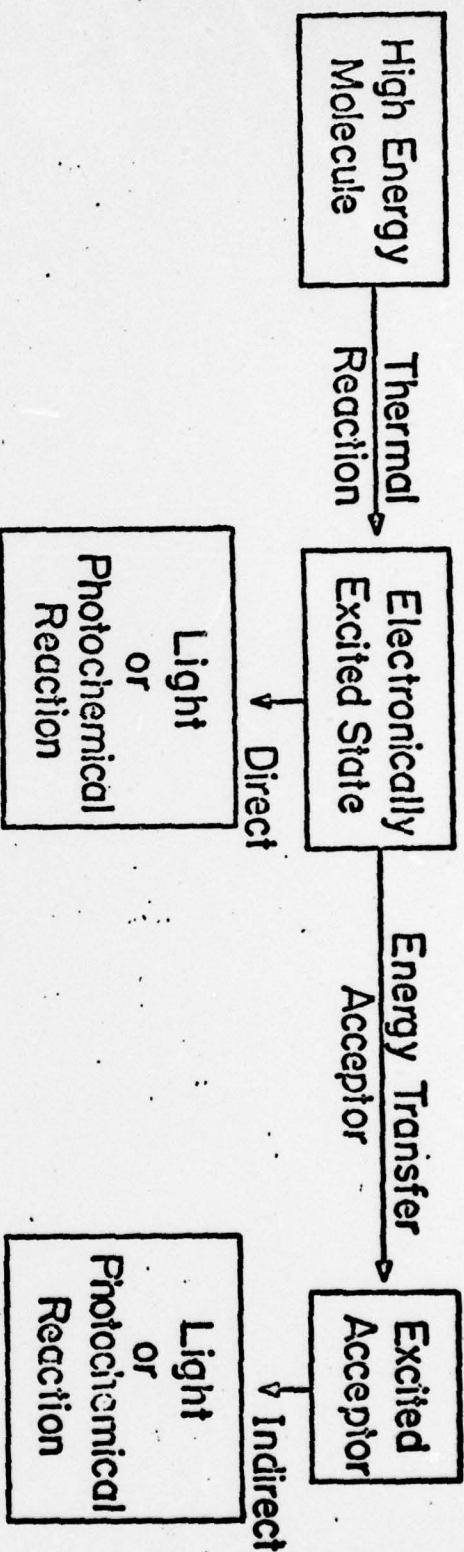 High Energy
Molecule
Thermal
Reaction
Electronically
Excited State
Energy Transfer
Acceptor
Excited
Acceptor
Direct
Light
or
Photochemical
Reaction
Indirect
Light
or
Photochemical
Reaction